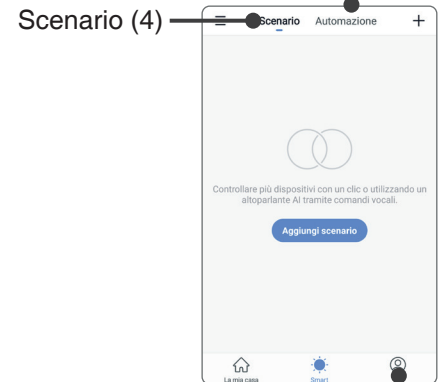 Scenario (4)
Scenario Automazione
Controllare più dispositivi con un clic o utilizzando un
altoparlante AI tramite comandi vocali.
Aggiungi scenario
La mia casa Smart